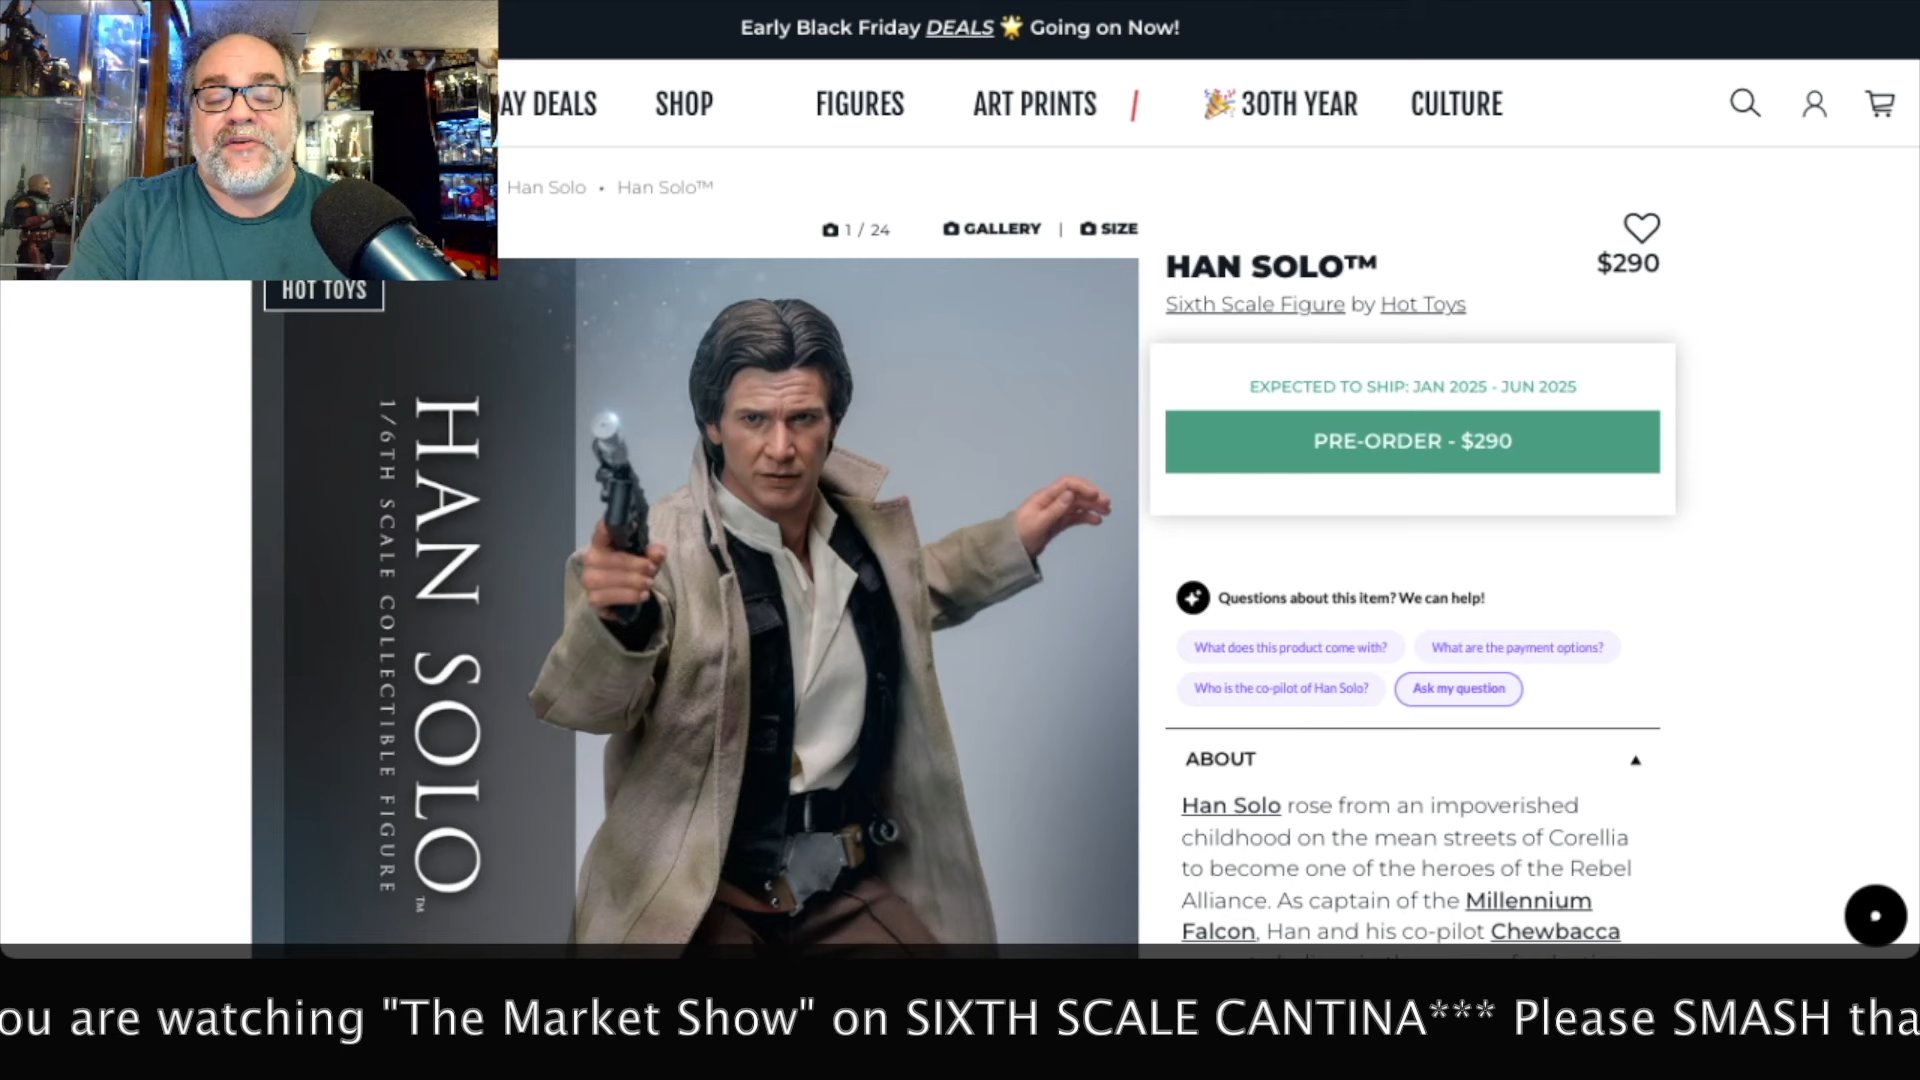 Early Black Friday DEALS 🌟 Going on Now!
AY DEALS SHOP FIGURES ART PRINTS / 🎉 30TH YEAR CULTURE
Han Solo • Han Solo™
1 / 24 GALLERY | SIZE
HOT TOYS
HAN SOLO™
1/6TH SCALE COLLECTIBLE FIGURE
HAN SOLO™ $290
Sixth Scale Figure by Hot Toys
EXPECTED TO SHIP: JAN 2025 - JUN 2025
PRE-ORDER - $290
Questions about this item? We can help!
What does this product come with? What are the payment options?
Who is the co-pilot of Han Solo? Ask my question
ABOUT ▲
Han Solo rose from an impoverished
childhood on the mean streets of Corellia
to become one of the heroes of the Rebel
Alliance. As captain of the Millennium
Falcon, Han and his co-pilot Chewbacca
ou are watching "The Market Show" on SIXTH SCALE CANTINA*** Please SMASH tha